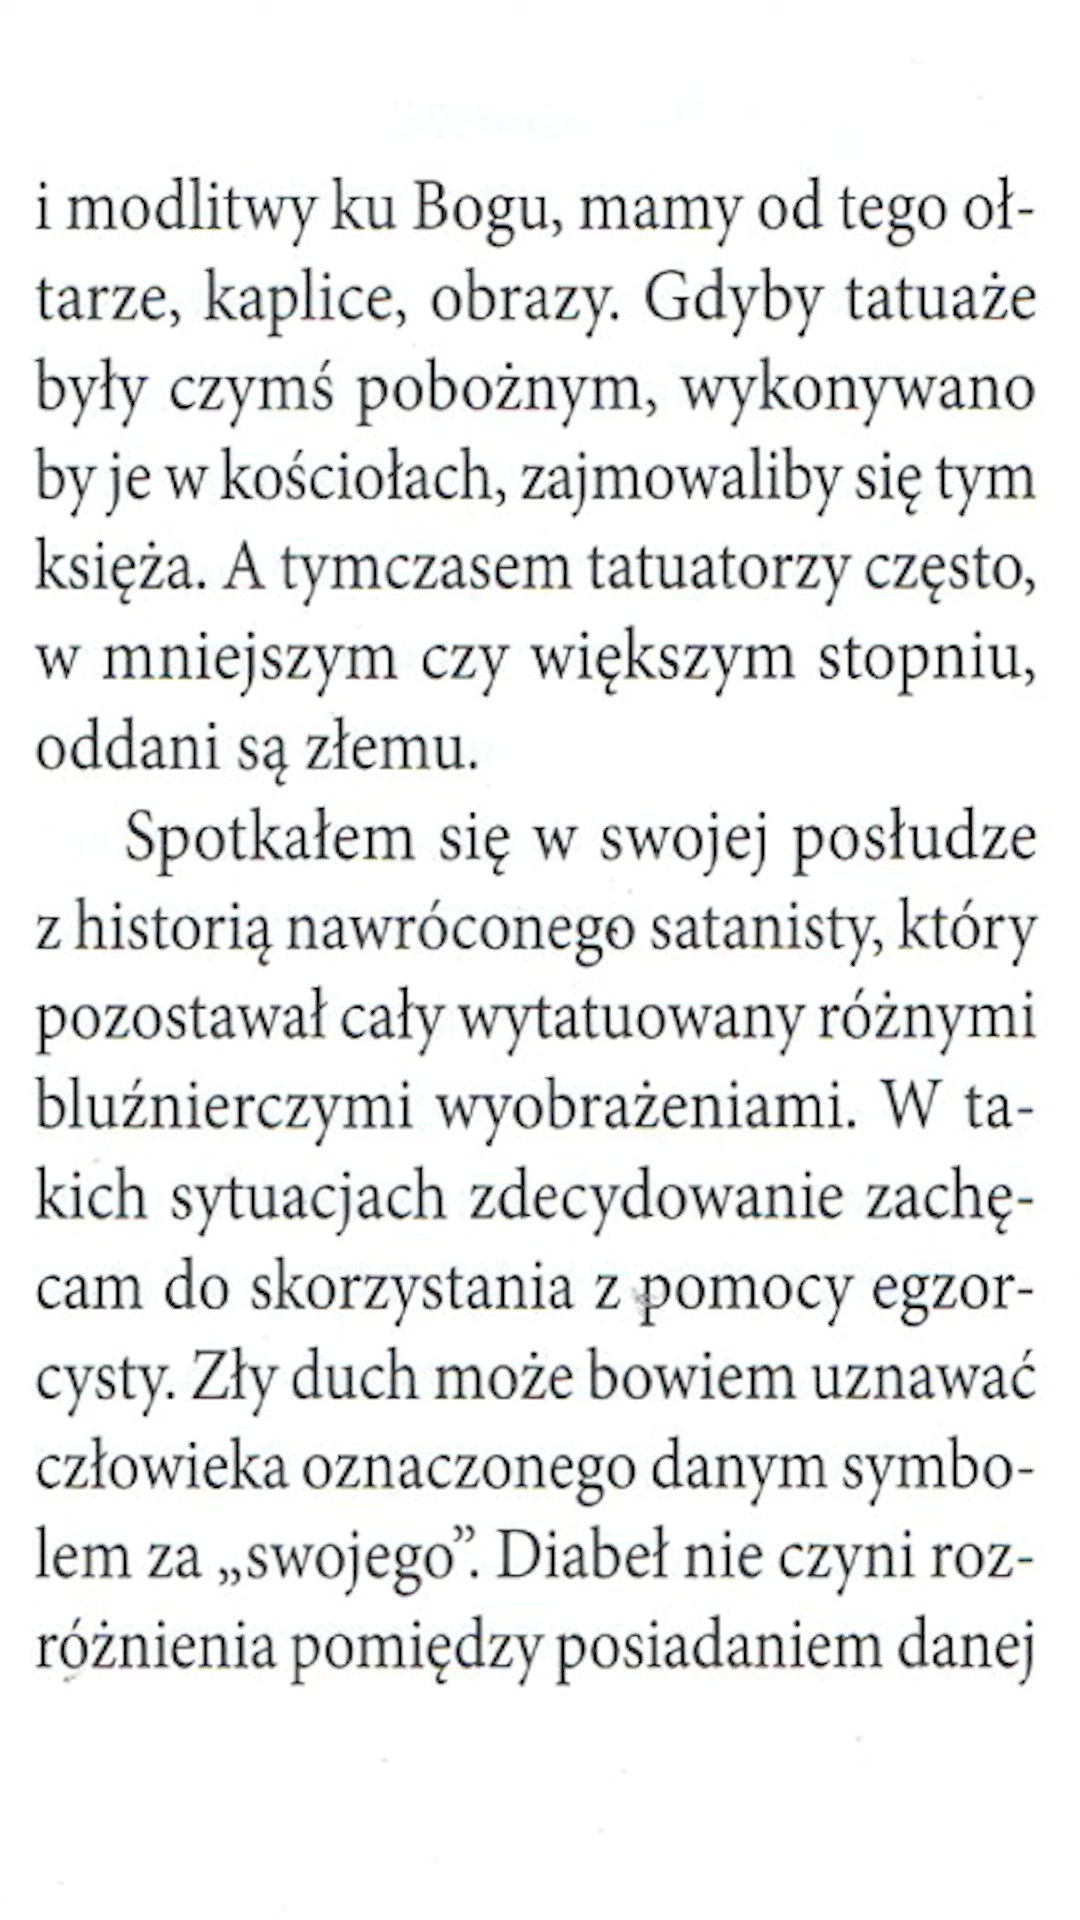 i modlitwy ku Bogu, mamy od tego oł-
tarze, kaplice, obrazy. Gdyby tatuaże
były czymś pobożnym, wykonywano
by je w kościołach, zajmowaliby się tym
księża. A tymczasem tatuatorzy często,
w mniejszym czy większym stopniu,
oddani są złemu.
Spotkałem się w swojej posłudze
z historią nawróconego satanisty, który
pozostawał cały wytatuowany różnymi
bluźnierczymi wyobrażeniami. W ta-
kich sytuacjach zdecydowanie zachę-
cam do skorzystania z pomocy egzor-
cysty. Zły duch może bowiem uznawać
człowieka oznaczonego danym symbo-
lem za „swojego”. Diabeł nie czyni roz-
różnienia pomiędzy posiadaniem danej